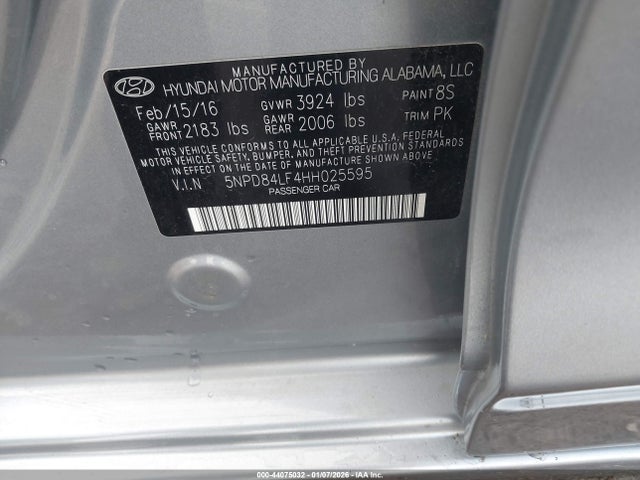 MANUFACTURED BY
HYUNDAI MOTOR MANUFACTURING ALABAMA, LLC
Feb/15/16 GVWR 3924 lbs PAINT 8S
GAWR FRONT 2183 lbs GAWR REAR 2006 lbs TRIM PK
THIS VEHICLE CONFORMS TO ALL APPLICABLE U.S.A. FEDERAL
MOTOR VEHICLE SAFETY, BUMPER, AND THEFT PREVENTION STANDARDS
IN EFFECT ON THE DATE OF MANUFACTURE SHOWN ABOVE.
V.I.N 5NPD84LF4HH025595
PASSENGER CAR
000-44075032 - 01/07/2026 - IAAI.COM